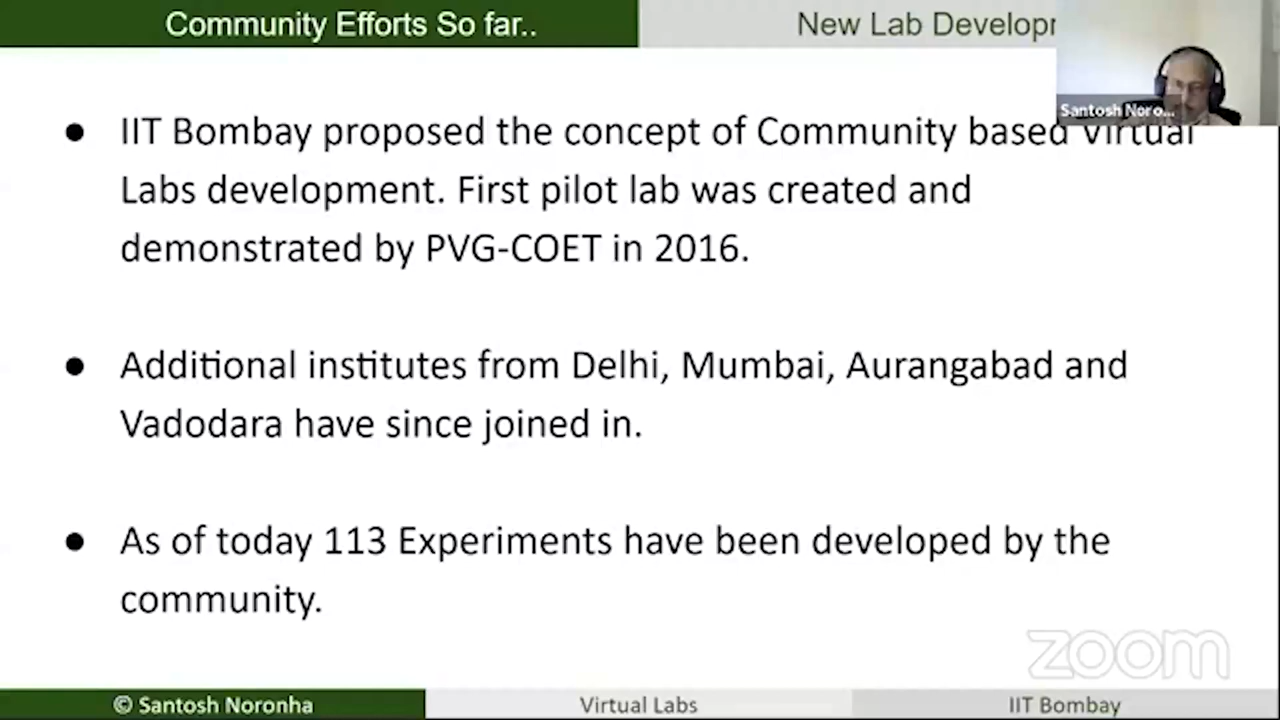 Community Efforts So far..
New Lab Develop
Santosh Noro...
● IIT Bombay proposed the concept of Community based Virtual
Labs development. First pilot lab was created and
demonstrated by PVG-COET in 2016.
● Additional institutes from Delhi, Mumbai, Aurangabad and
Vadodara have since joined in.
● As of today 113 Experiments have been developed by the
community.
zoom
© Santosh Noronha
Virtual Labs
IIT Bombay